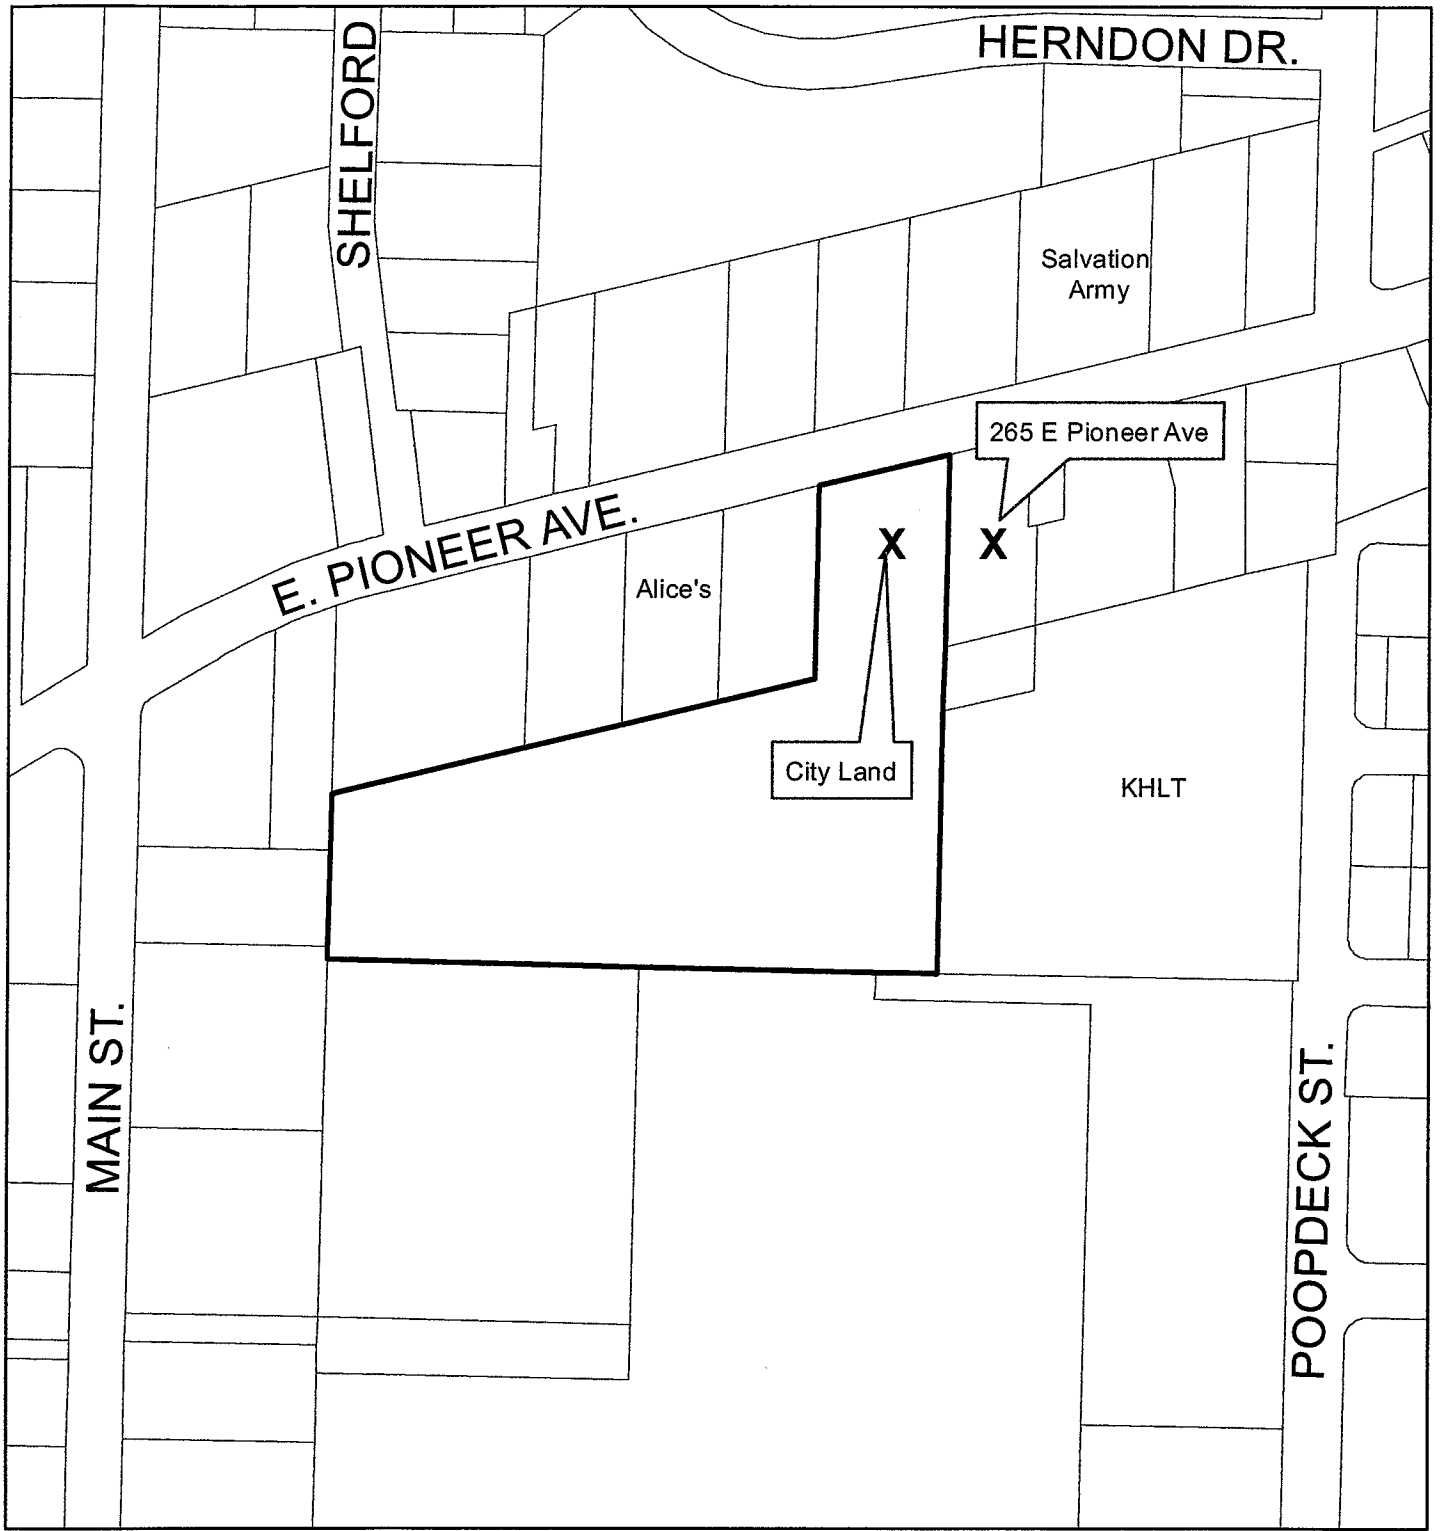 HERNDON DR.
SHELFORD
Salvation
Army
265 E Pioneer Ave
X
X
E. PIONEER AVE.
Alice's
City Land
KHLT
MAIN ST.
POOPDECK ST.